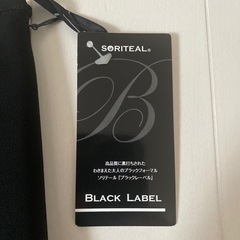 SORITEAL®
B
高品質に裏打ちされた
わきまえた大人のブラックフォーマル
ソリテール「ブラックレーベル」
BLACK LABEL